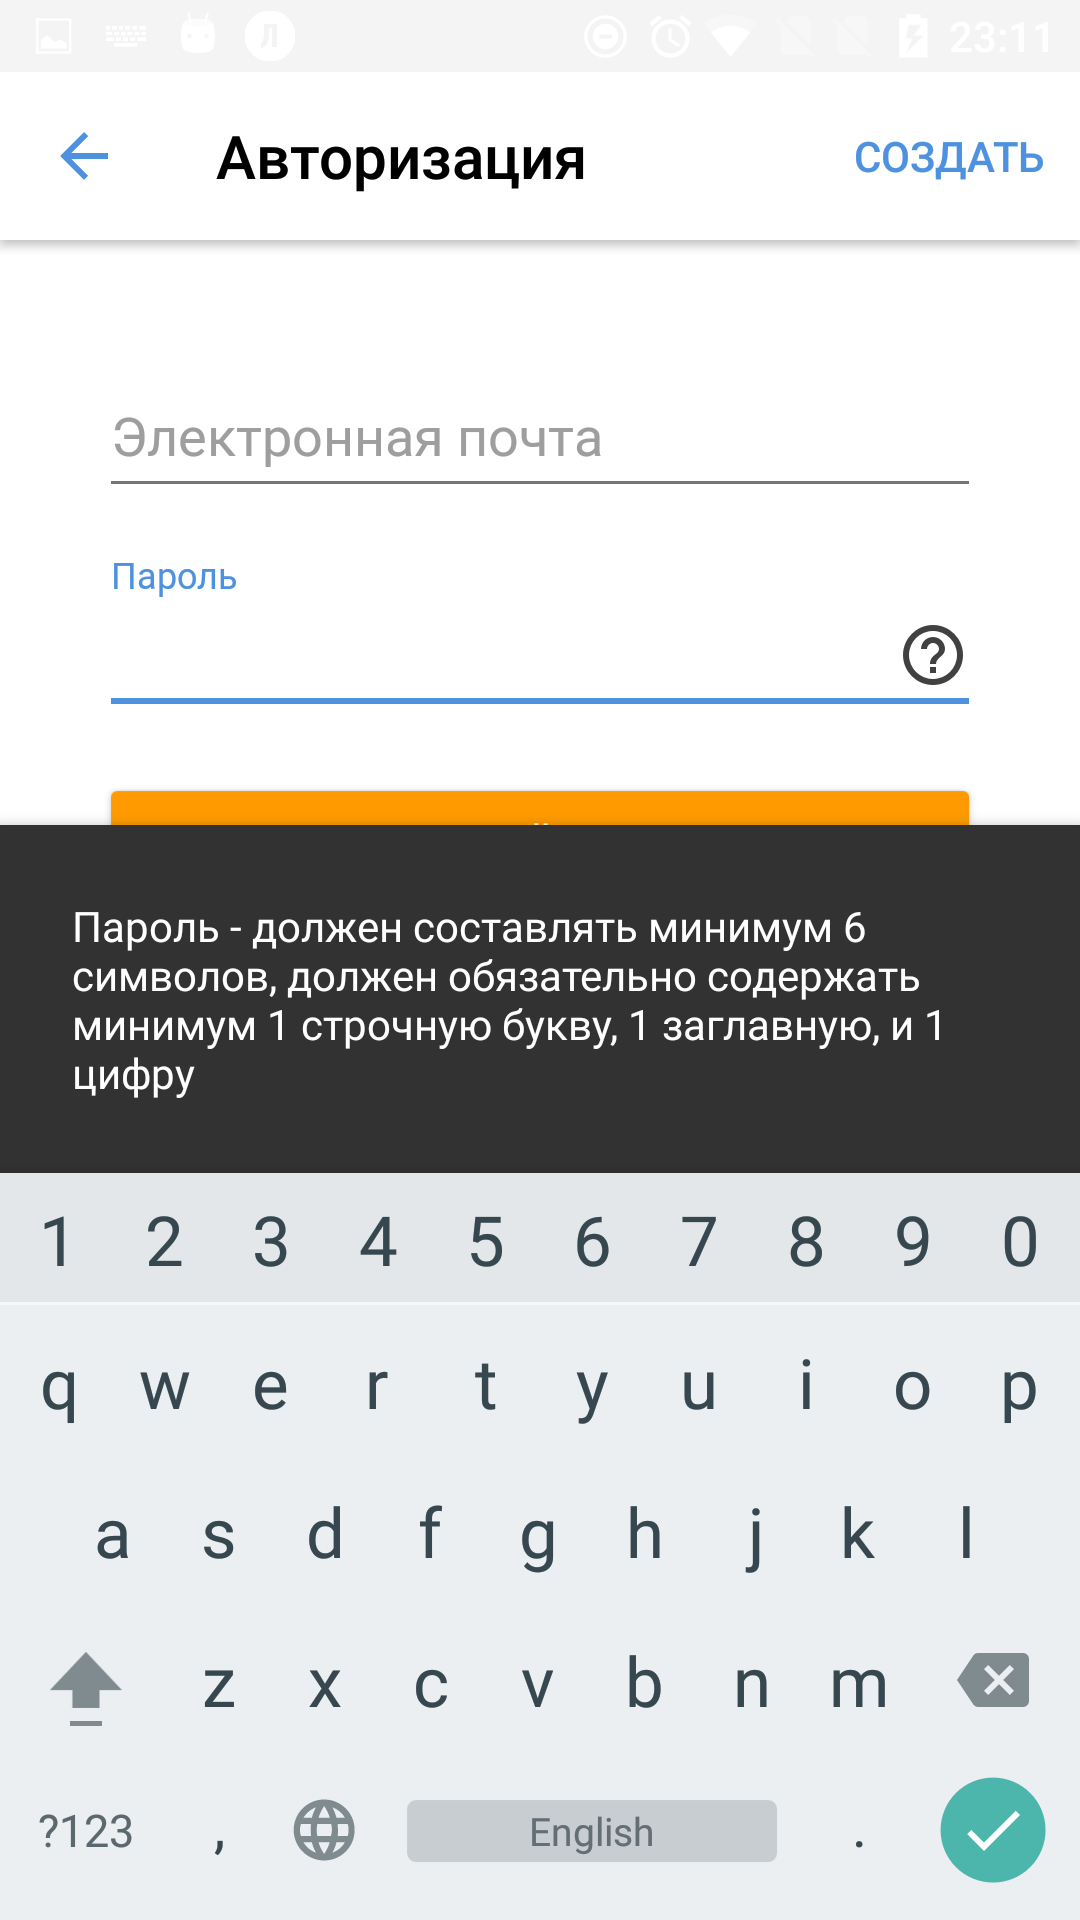 Л 23:11
Авторизация СОЗДАТЬ
Электронная почта
Пароль
Пароль - должен составлять минимум 6
символов, должен обязательно содержать
минимум 1 строчную букву, 1 заглавную, и 1
цифру
1 2 3 4 5 6 7 8 9 0
q w e r t y u i o p
a s d f g h j k l
z x c v b n m
?123 , English .